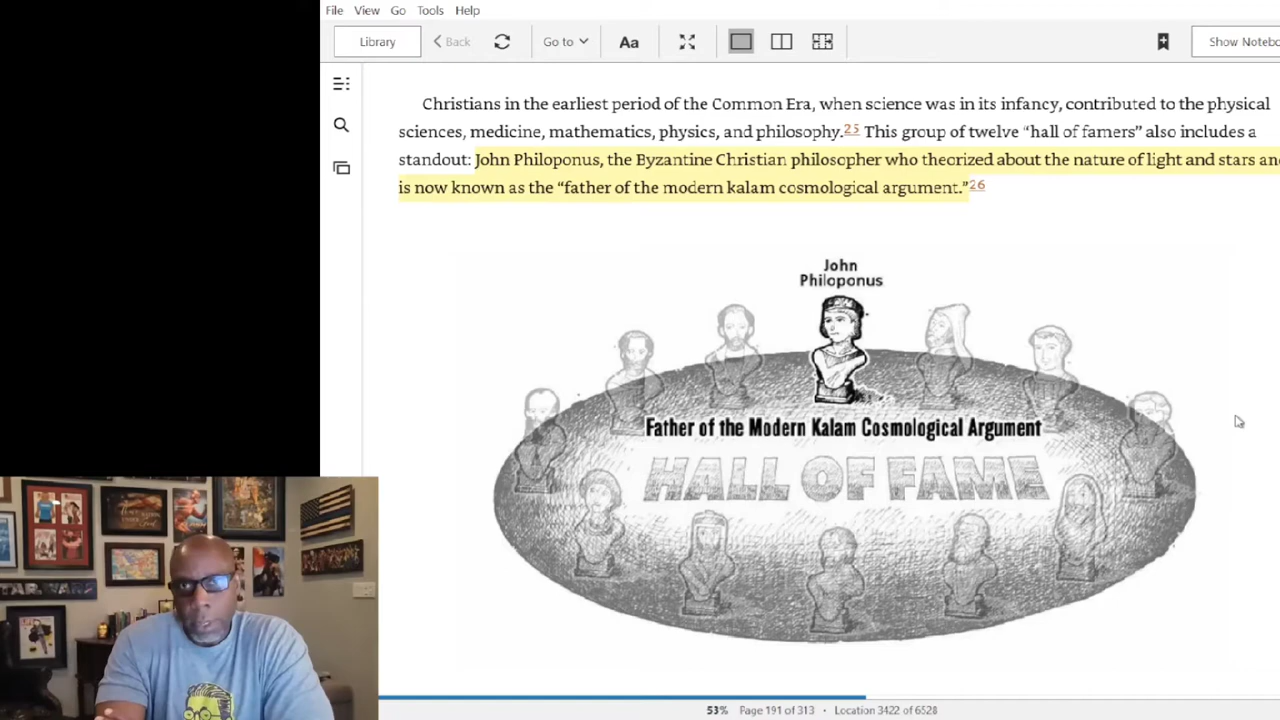 File View Go Tools Help
Library Back Go to Aa Show Notebo
Christians in the earliest period of the Common Era, when science was in its infancy, contributed to the physical
sciences, medicine, mathematics, physics, and philosophy.25 This group of twelve “hall of famers” also includes a
standout: John Philoponus, the Byzantine Christian philosopher who theorized about the nature of light and stars and
is now known as the “father of the modern kalam cosmological argument.”26
John
Philoponus
Father of the Modern Kalam Cosmological Argument
HALL OF FAME
53% Page 191 of 313 • Location 3422 of 6528